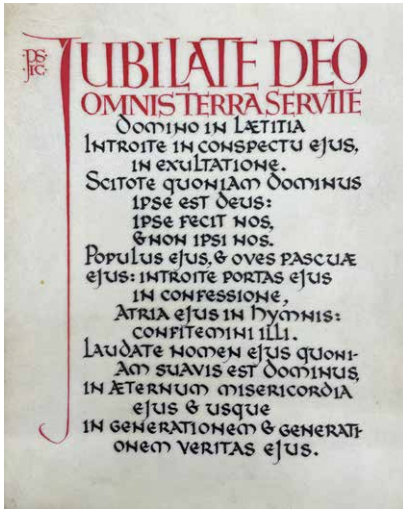 PS·
IC·
JUBILATE DEO
OMNIS TERRA SERVITE
DOMINO IN LÆTITIA
INTROITE IN CONSPECTU EJUS,
IN EXULTATIONE.
SCITOTE QUONIAM DOMINUS
IPSE EST DEUS:
IPSE FECIT NOS,
& NON IPSI NOS.
POPULUS EJUS, & OVES PASCUÆ
EJUS: INTROITE PORTAS EJUS
IN CONFESSIONE,
ATRIA EJUS IN HYMNIS:
CONFITEMINI ILLI.
LAUDATE NOMEN EJUS QUONI-
AM SUAVIS EST DOMINUS,
IN ÆTERNUM MISERICORDIA
EJUS & USQUE
IN GENERATIONEM & GENERATI-
ONEM VERITAS EJUS.